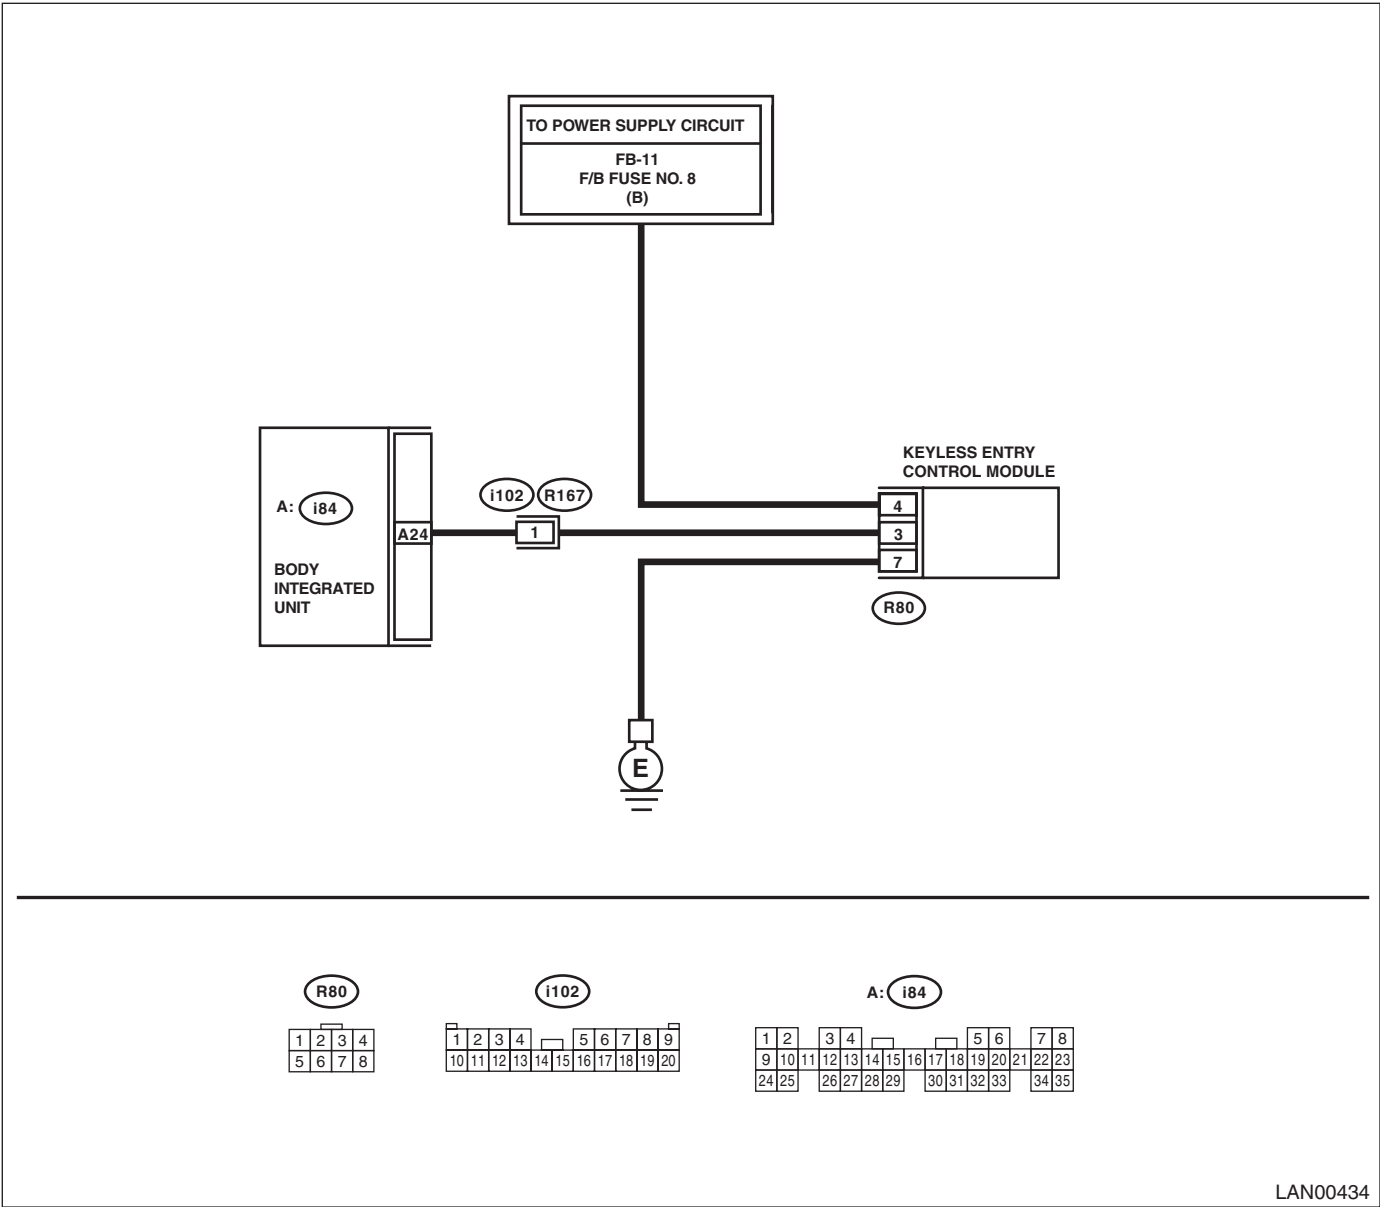 TO POWER SUPPLY CIRCUIT
FB-11
F/B FUSE NO. 8
(B)
KEYLESS ENTRY
CONTROL MODULE
A: i84
BODY
INTEGRATED
UNIT
A24
i102 R167
1
4
3
7
R80
E
R80
1 2 3 4
5 6 7 8
i102
1 2 3 4 5 6 7 8 9
10 11 12 13 14 15 16 17 18 19 20
A: i84
1 2 3 4 5 6 7 8
9 10 11 12 13 14 15 16 17 18 19 20 21 22 23
24 25 26 27 28 29 30 31 32 33 34 35
LAN00434